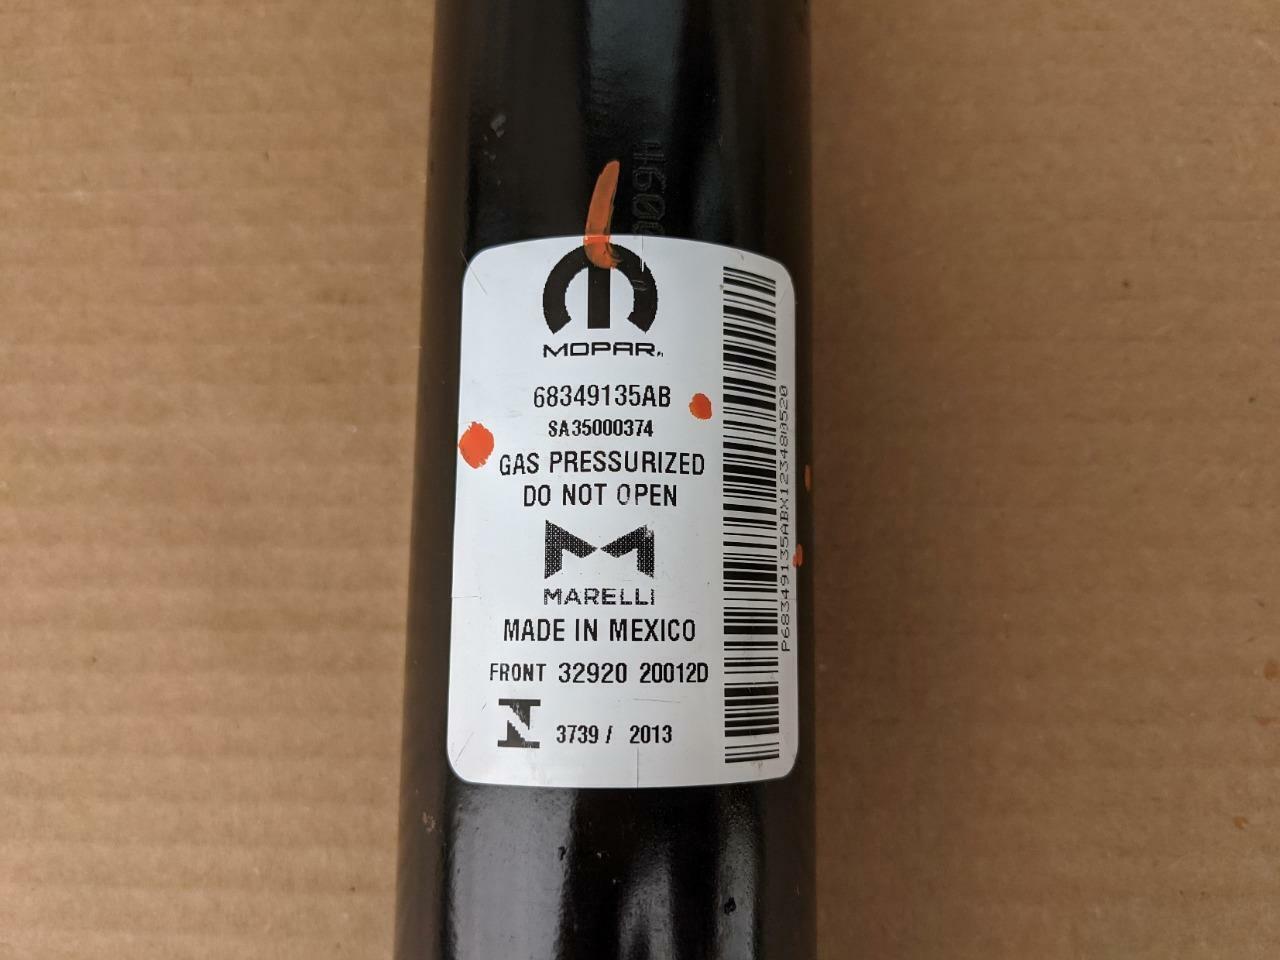 MOPAR
68349135AB
SA35000374
GAS PRESSURIZED
DO NOT OPEN
MARELLI
MADE IN MEXICO
FRONT 32920 20012D
N 3739 / 2013
P68349135ABX123480520